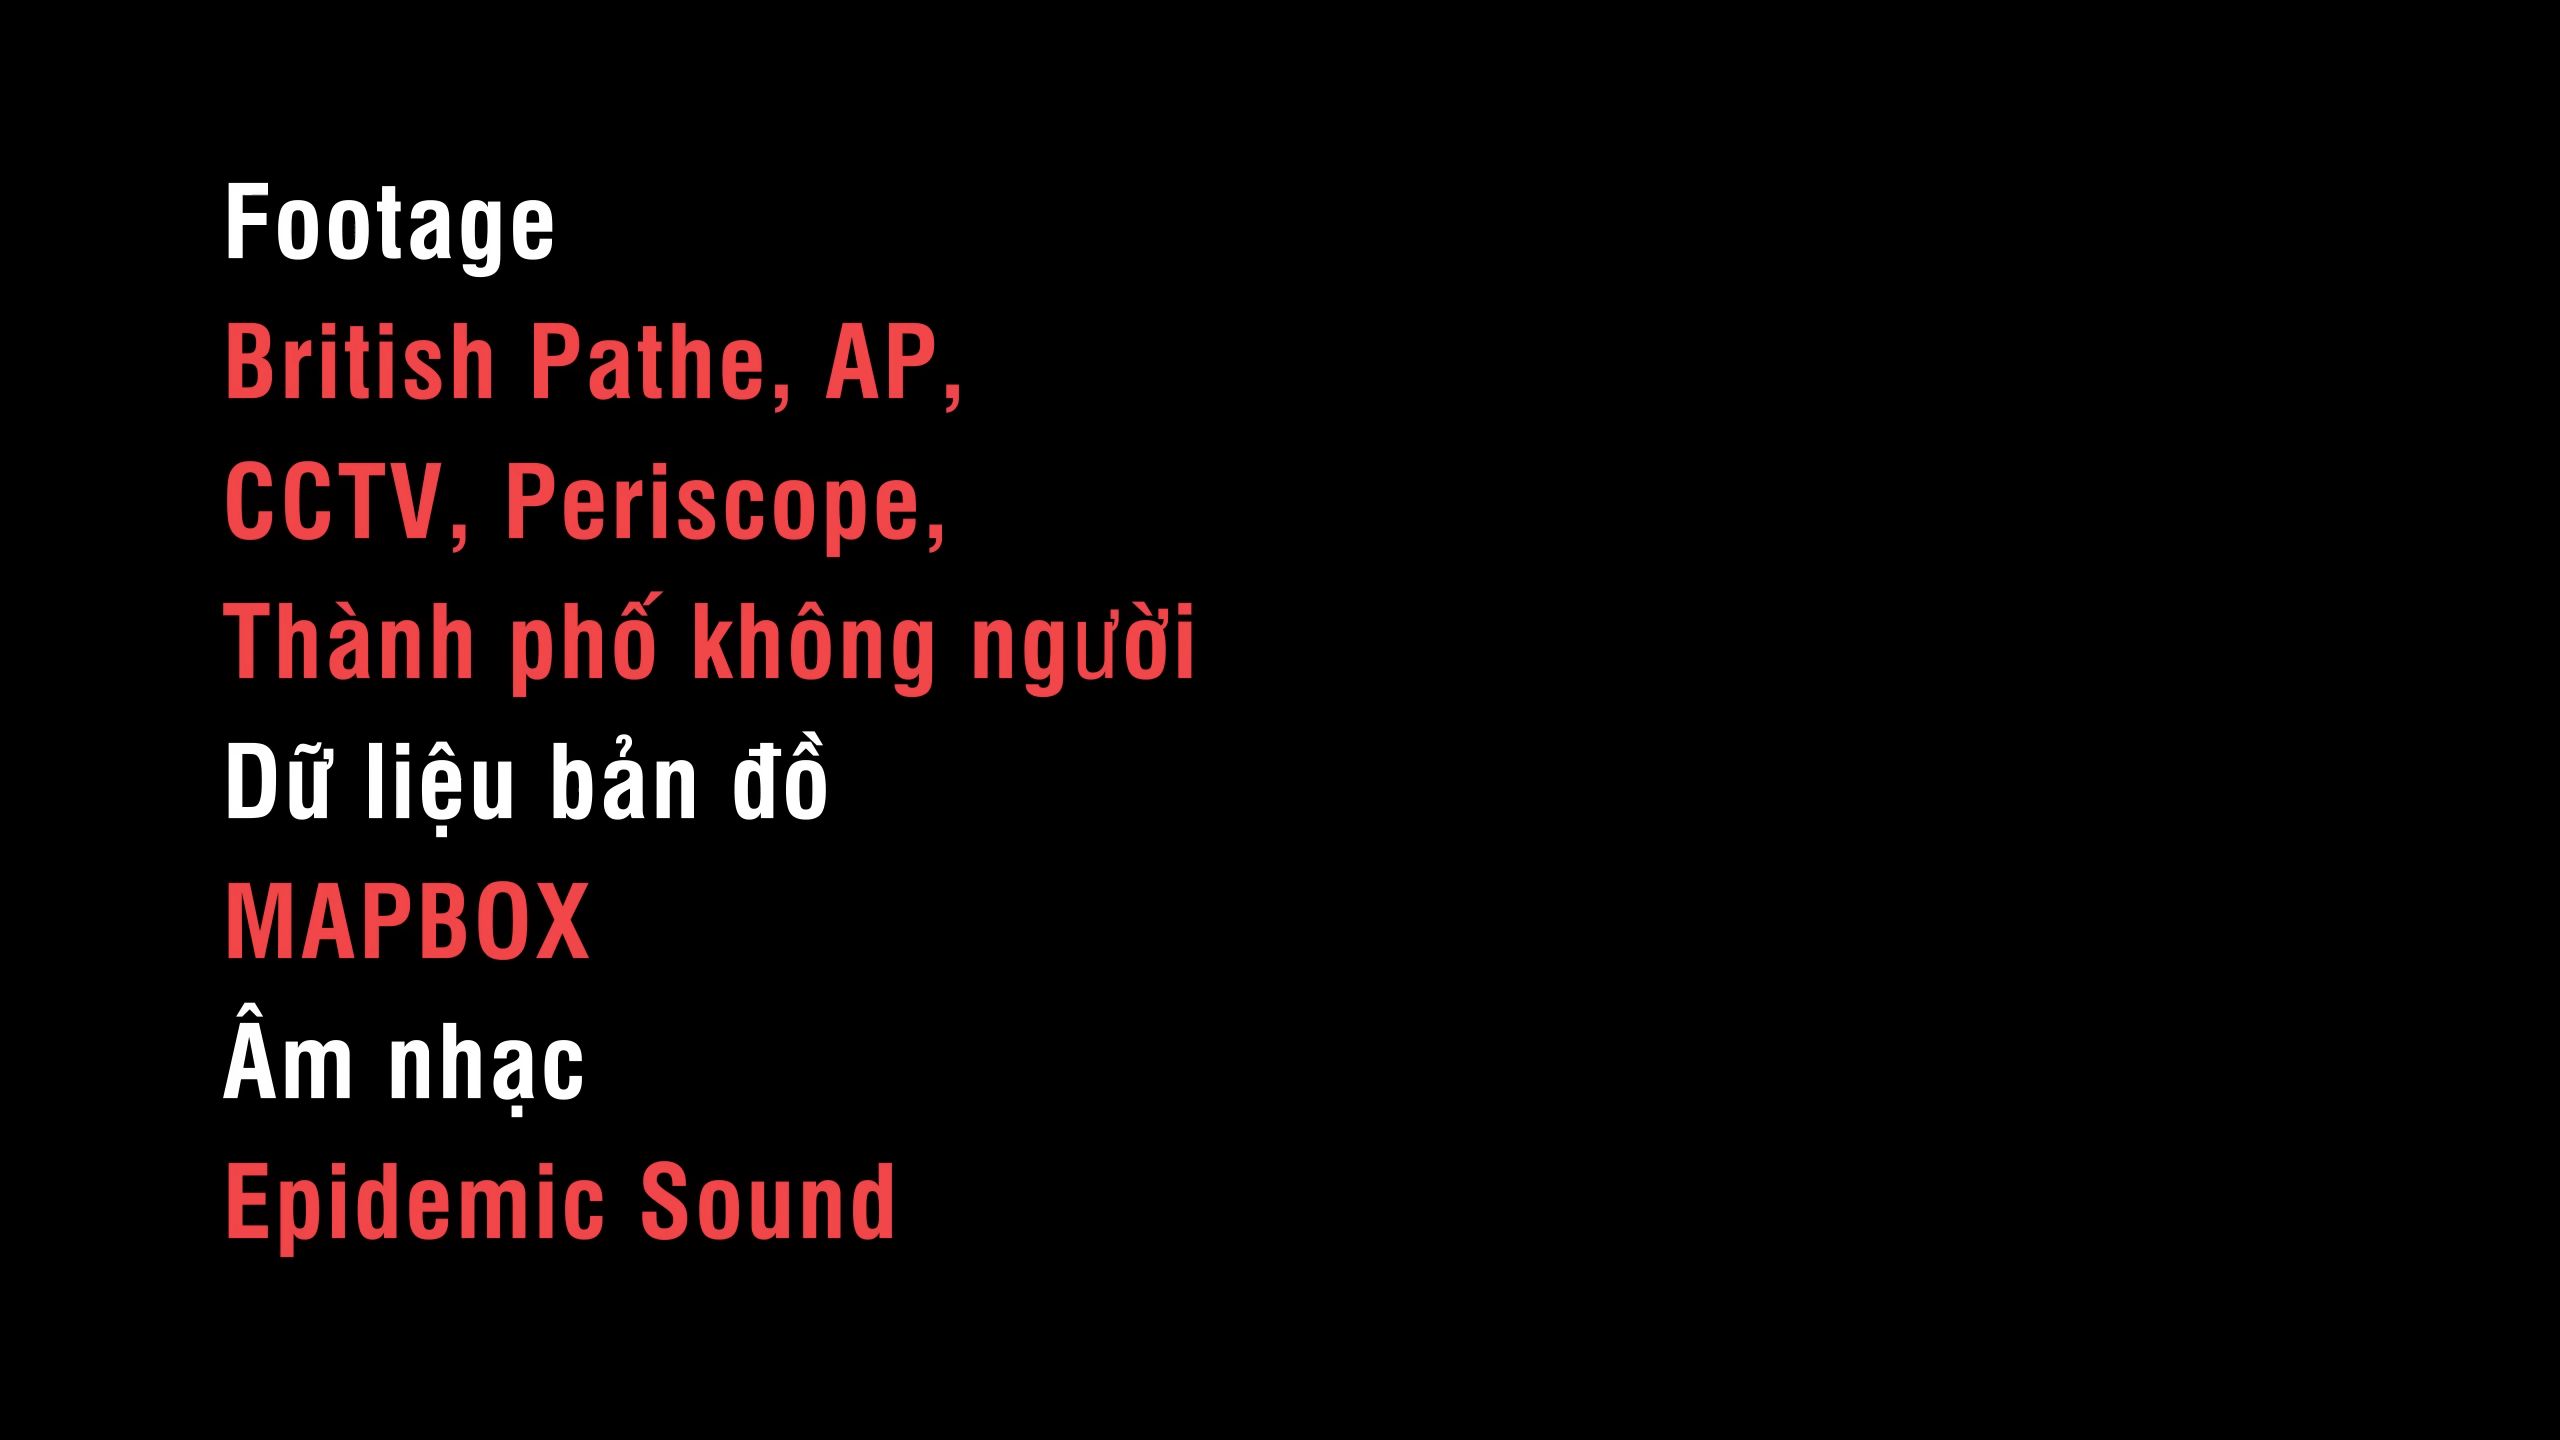 Footage
British Pathe, AP,
CCTV, Periscope,
Thành phố không người
Dữ liệu bản đồ
MAPBOX
Âm nhạc
Epidemic Sound